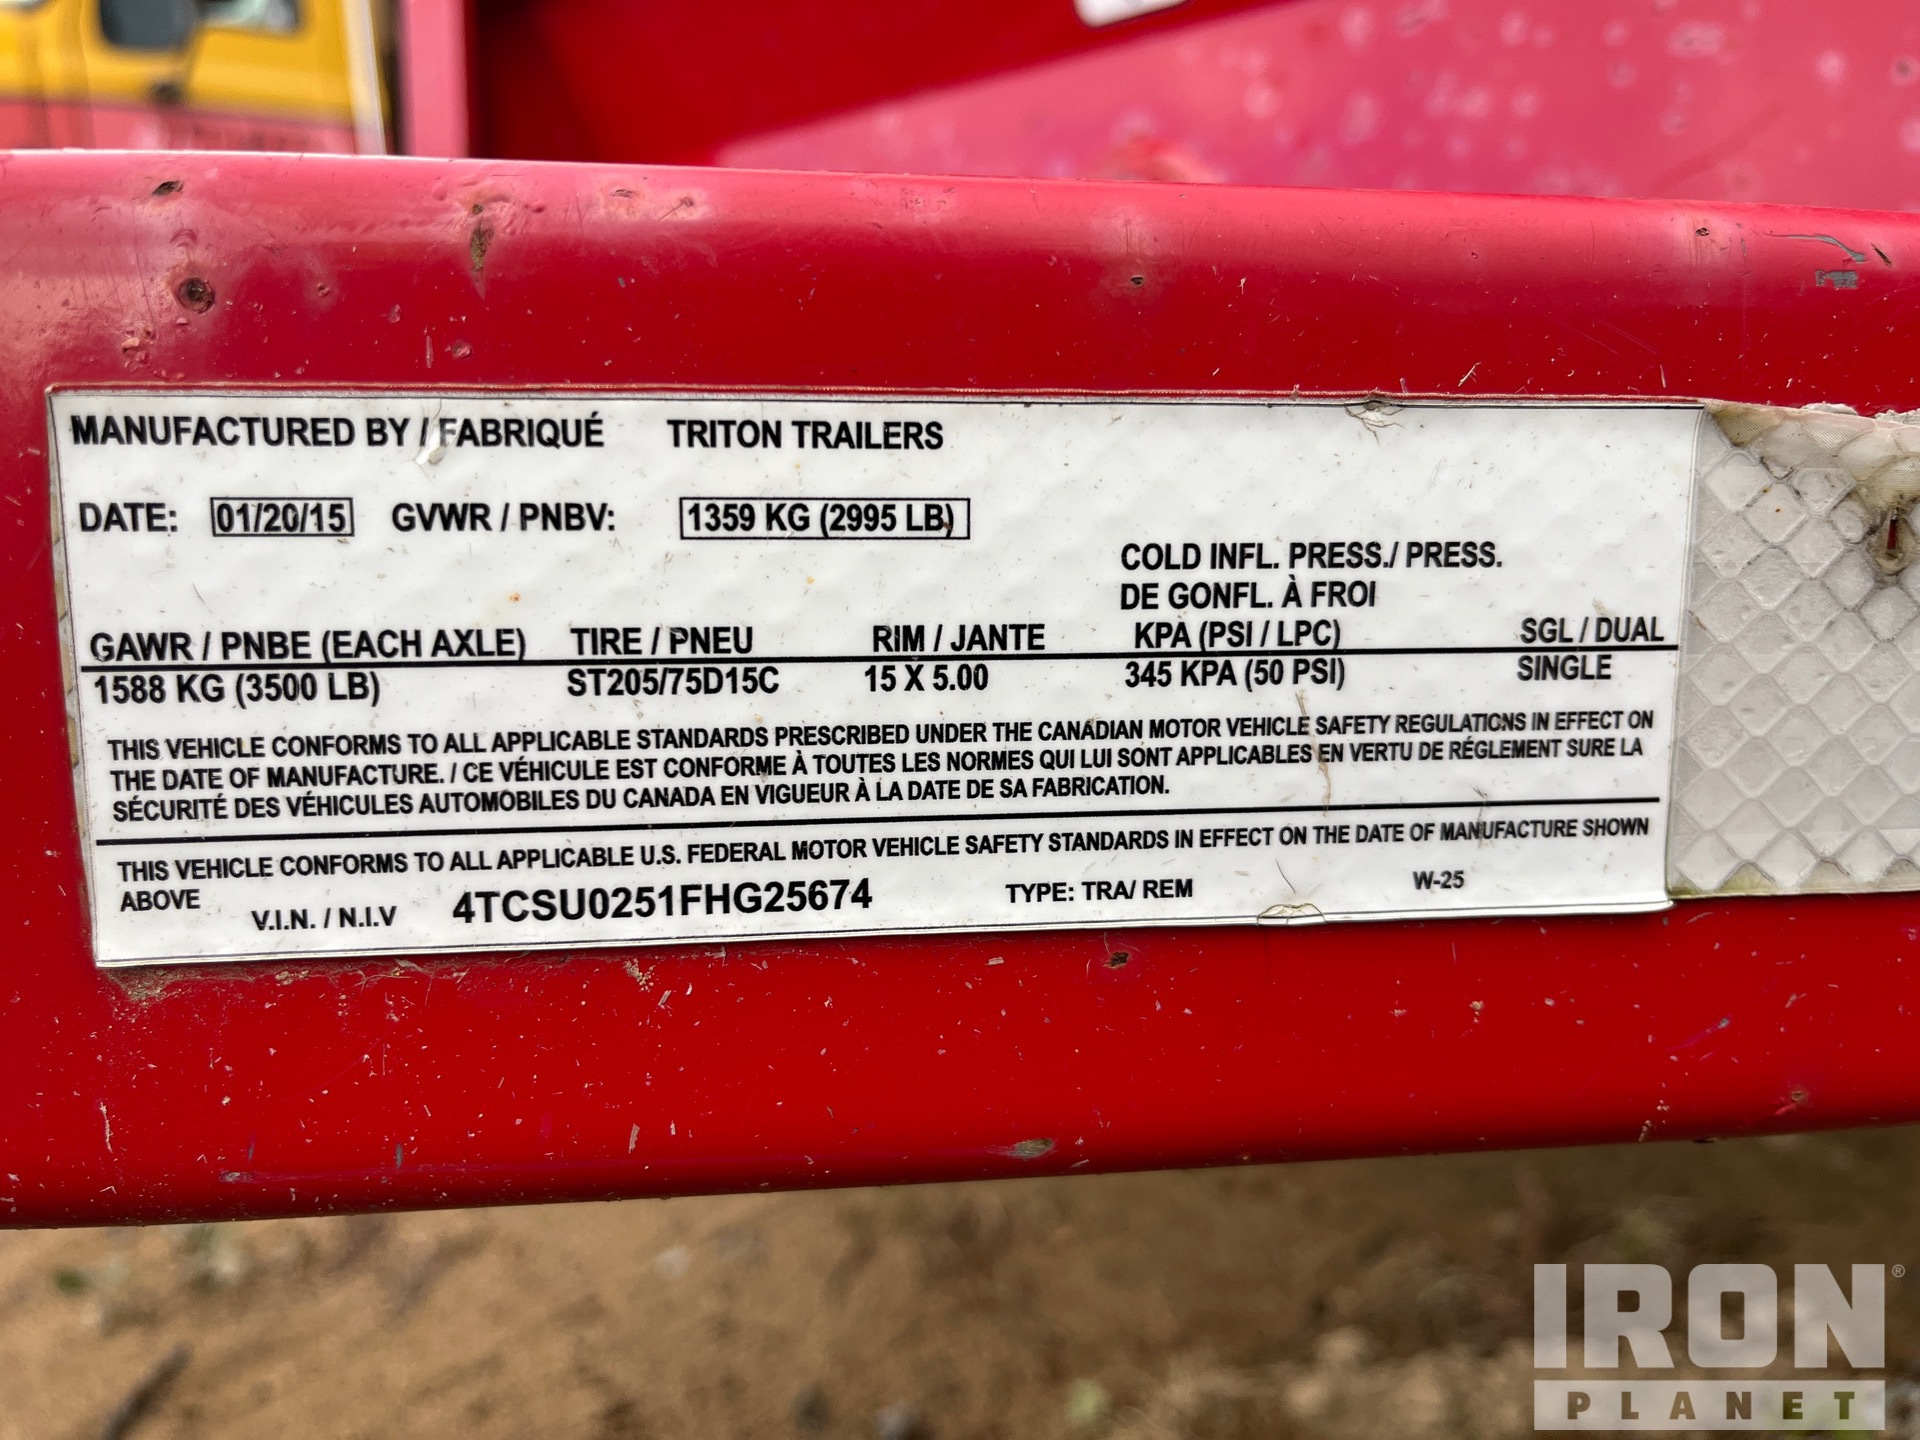 MANUFACTURED BY / FABRIQUÉ TRITON TRAILERS
DATE: 01/20/15 GVWR / PNBV: 1359 KG (2995 LB)
COLD INFL. PRESS./ PRESS.
DE GONFL. À FROI
GAWR / PNBE (EACH AXLE) TIRE / PNEU RIM / JANTE KPA (PSI / LPC) SGL / DUAL
1588 KG (3500 LB) ST205/75D15C 15 X 5.00 345 KPA (50 PSI) SINGLE
THIS VEHICLE CONFORMS TO ALL APPLICABLE STANDARDS PRESCRIBED UNDER THE CANADIAN MOTOR VEHICLE SAFETY REGULATIONS IN EFFECT ON
THE DATE OF MANUFACTURE. / CE VÉHICULE EST CONFORME À TOUTES LES NORMES QUI LUI SONT APPLICABLES EN VERTU DE RÉGLEMENT SURE LA
SÉCURITÉ DES VÉHICULES AUTOMOBILES DU CANADA EN VIGUEUR À LA DATE DE SA FABRICATION.
THIS VEHICLE CONFORMS TO ALL APPLICABLE U.S. FEDERAL MOTOR VEHICLE SAFETY STANDARDS IN EFFECT ON THE DATE OF MANUFACTURE SHOWN
ABOVE
V.I.N. / N.I.V 4TCSU0251FHG25674 TYPE: TRA/ REM W-25
IRON®
PLANET